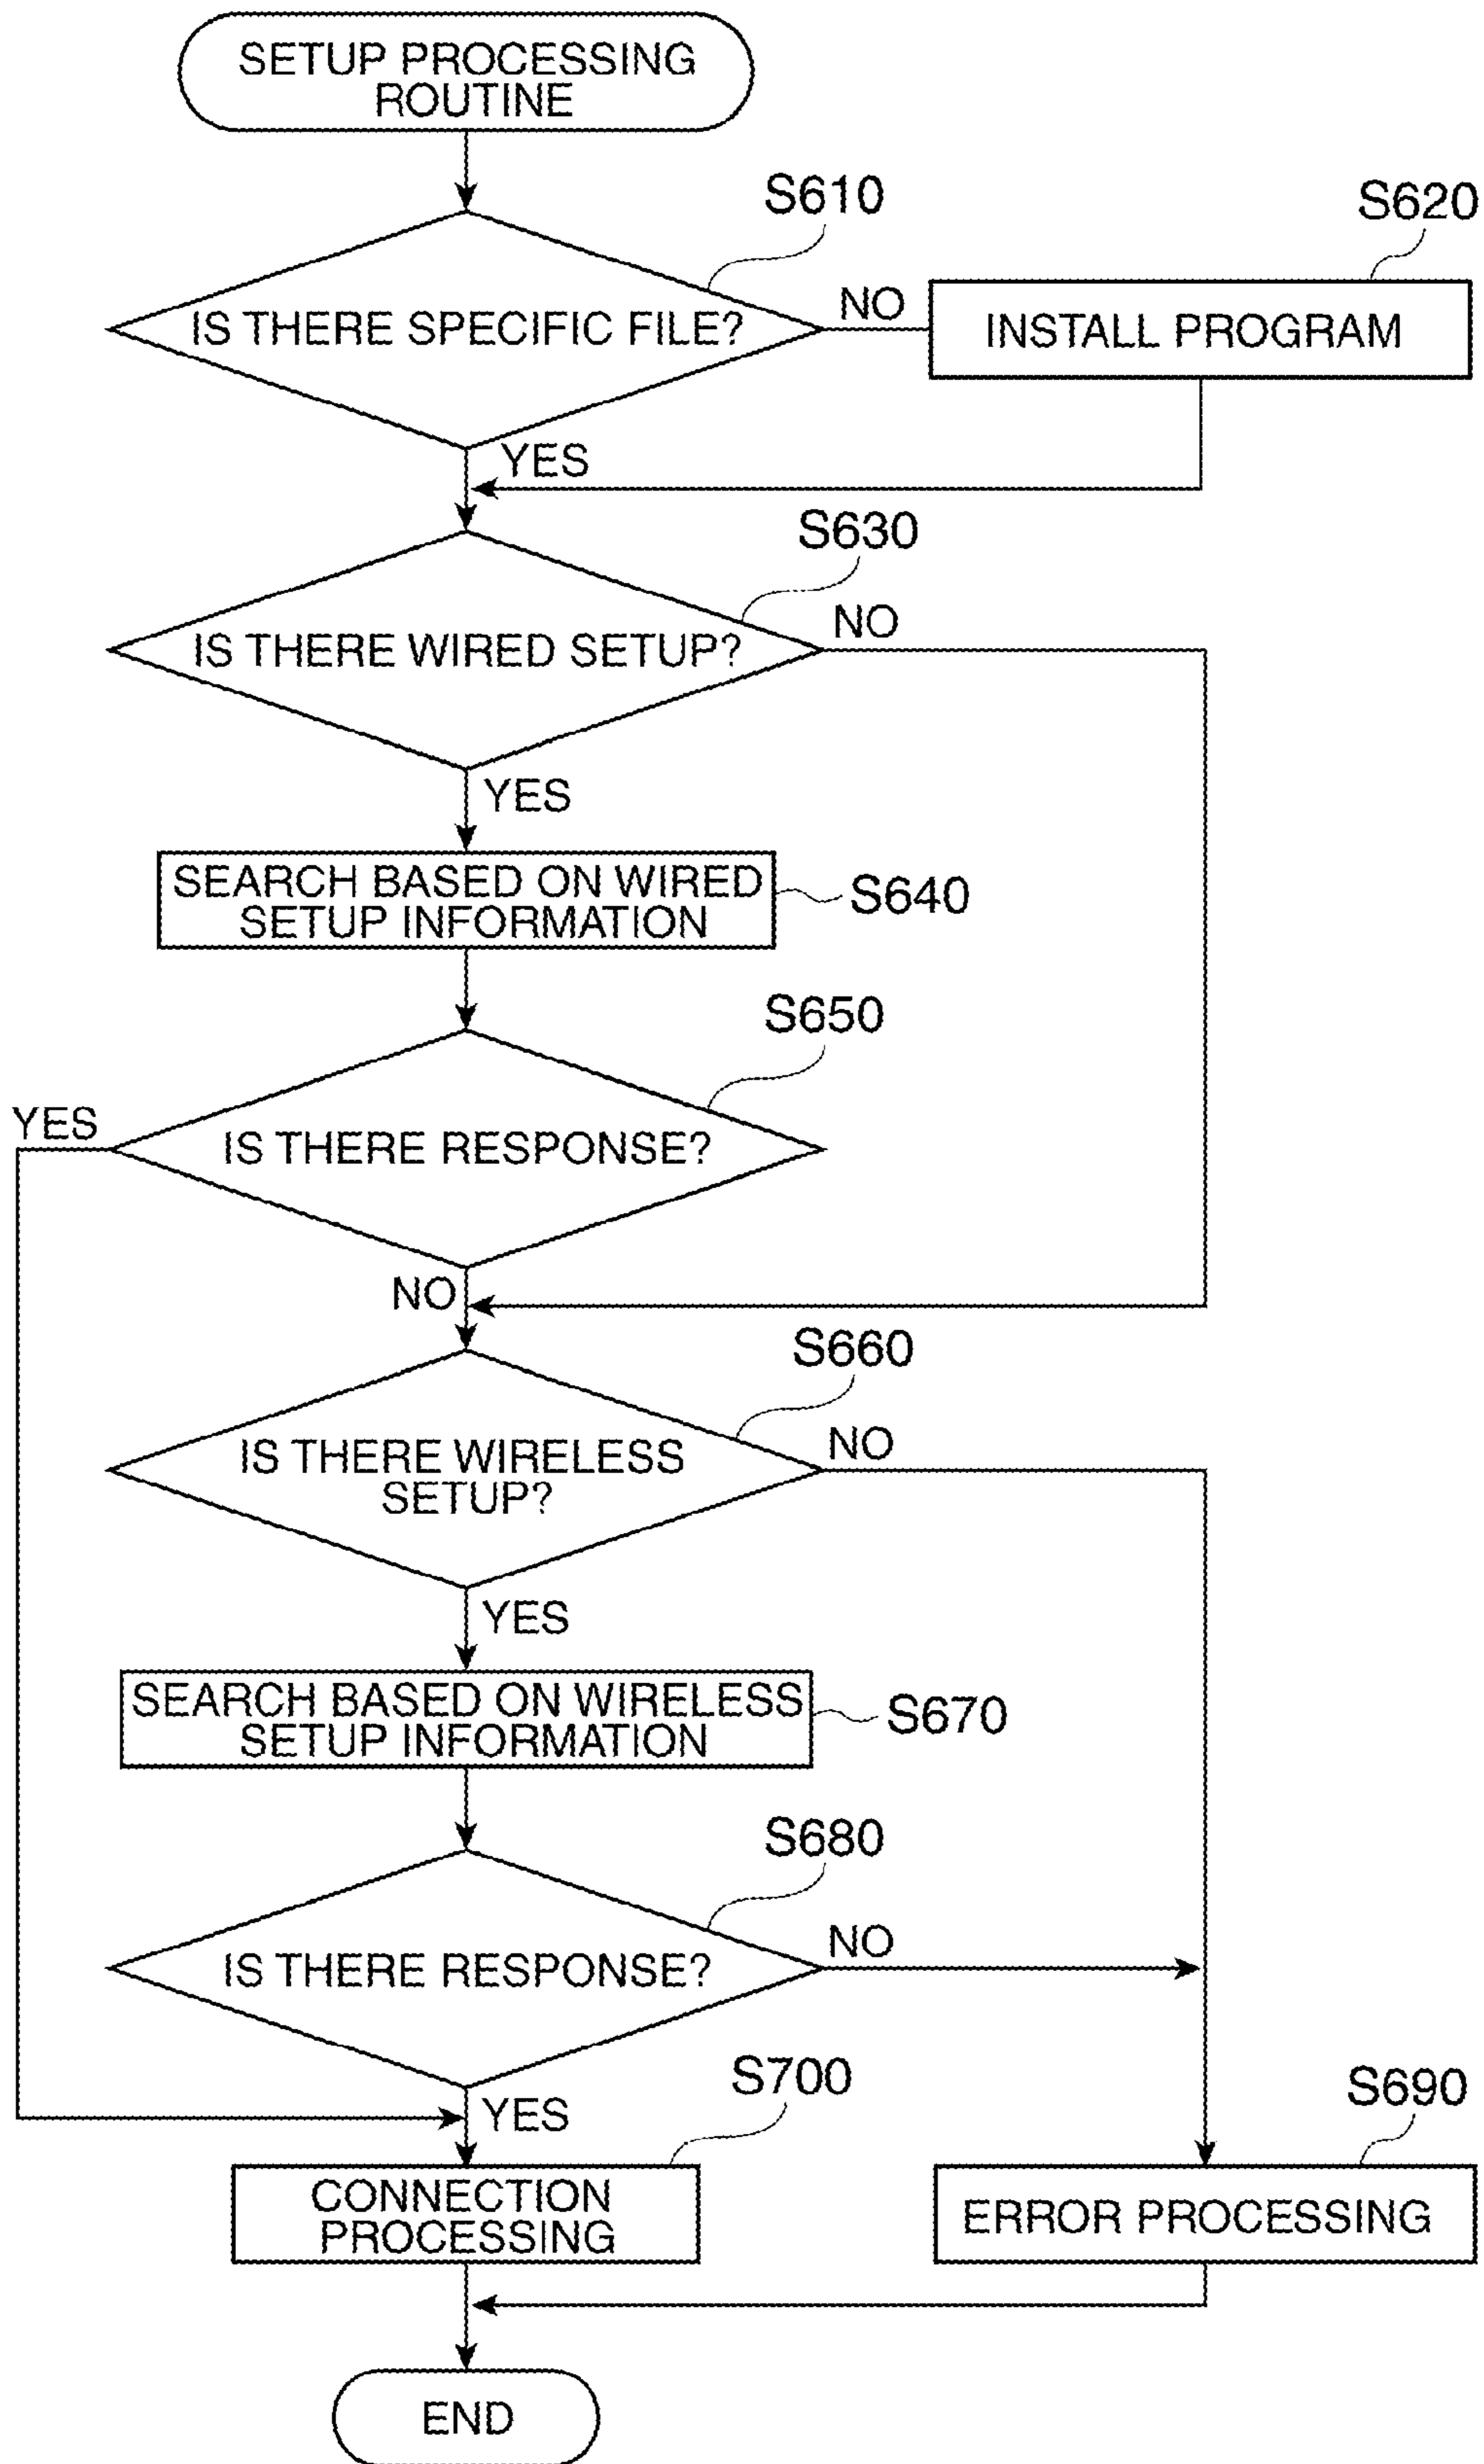 SETUP PROCESSING
ROUTINE
S610
S620
IS THERE SPECIFIC FILE?
NO
INSTALL PROGRAM
YES
S630
IS THERE WIRED SETUP?
NO
YES
SEARCH BASED ON WIRED
SETUP INFORMATION
S640
S650
YES
IS THERE RESPONSE?
NO
S660
IS THERE WIRELESS
SETUP?
NO
YES
SEARCH BASED ON WIRELESS
SETUP INFORMATION
S670
S680
IS THERE RESPONSE?
NO
YES
S700
S690
CONNECTION
PROCESSING
ERROR PROCESSING
END